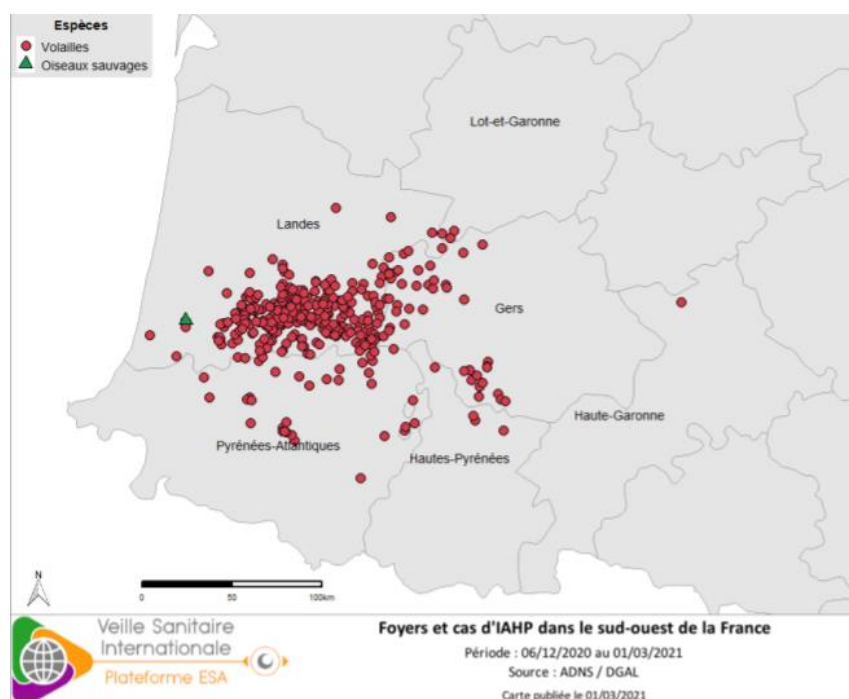 Espèces
Volailles
Oiseaux sauvages
Lot-et-Garonne
Landes
Gers
Haute-Garonne
Pyrénées-Atlantiques
Hautes-Pyrénées
N
0 50 100km
Veille Sanitaire
Internationale
Plateforme ESA
Foyers et cas d'IAHP dans le sud-ouest de la France
Période : 06/12/2020 au 01/03/2021
Source : ADNS / DGAL
Carte publiée le 01/03/2021